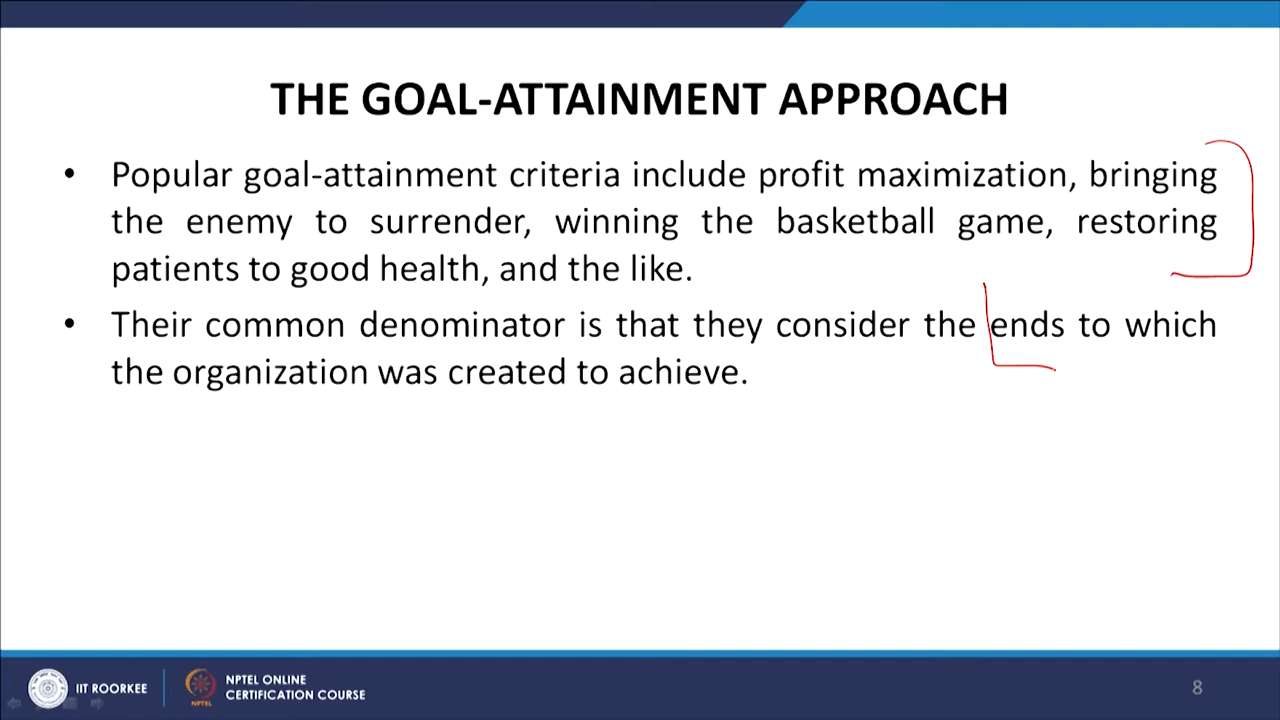 THE GOAL-ATTAINMENT APPROACH
• Popular goal-attainment criteria include profit maximization, bringing
the enemy to surrender, winning the basketball game, restoring
patients to good health, and the like.
• Their common denominator is that they consider the ends to which
the organization was created to achieve.
IIT ROORKEE
NPTEL
NPTEL ONLINE
CERTIFICATION COURSE
8